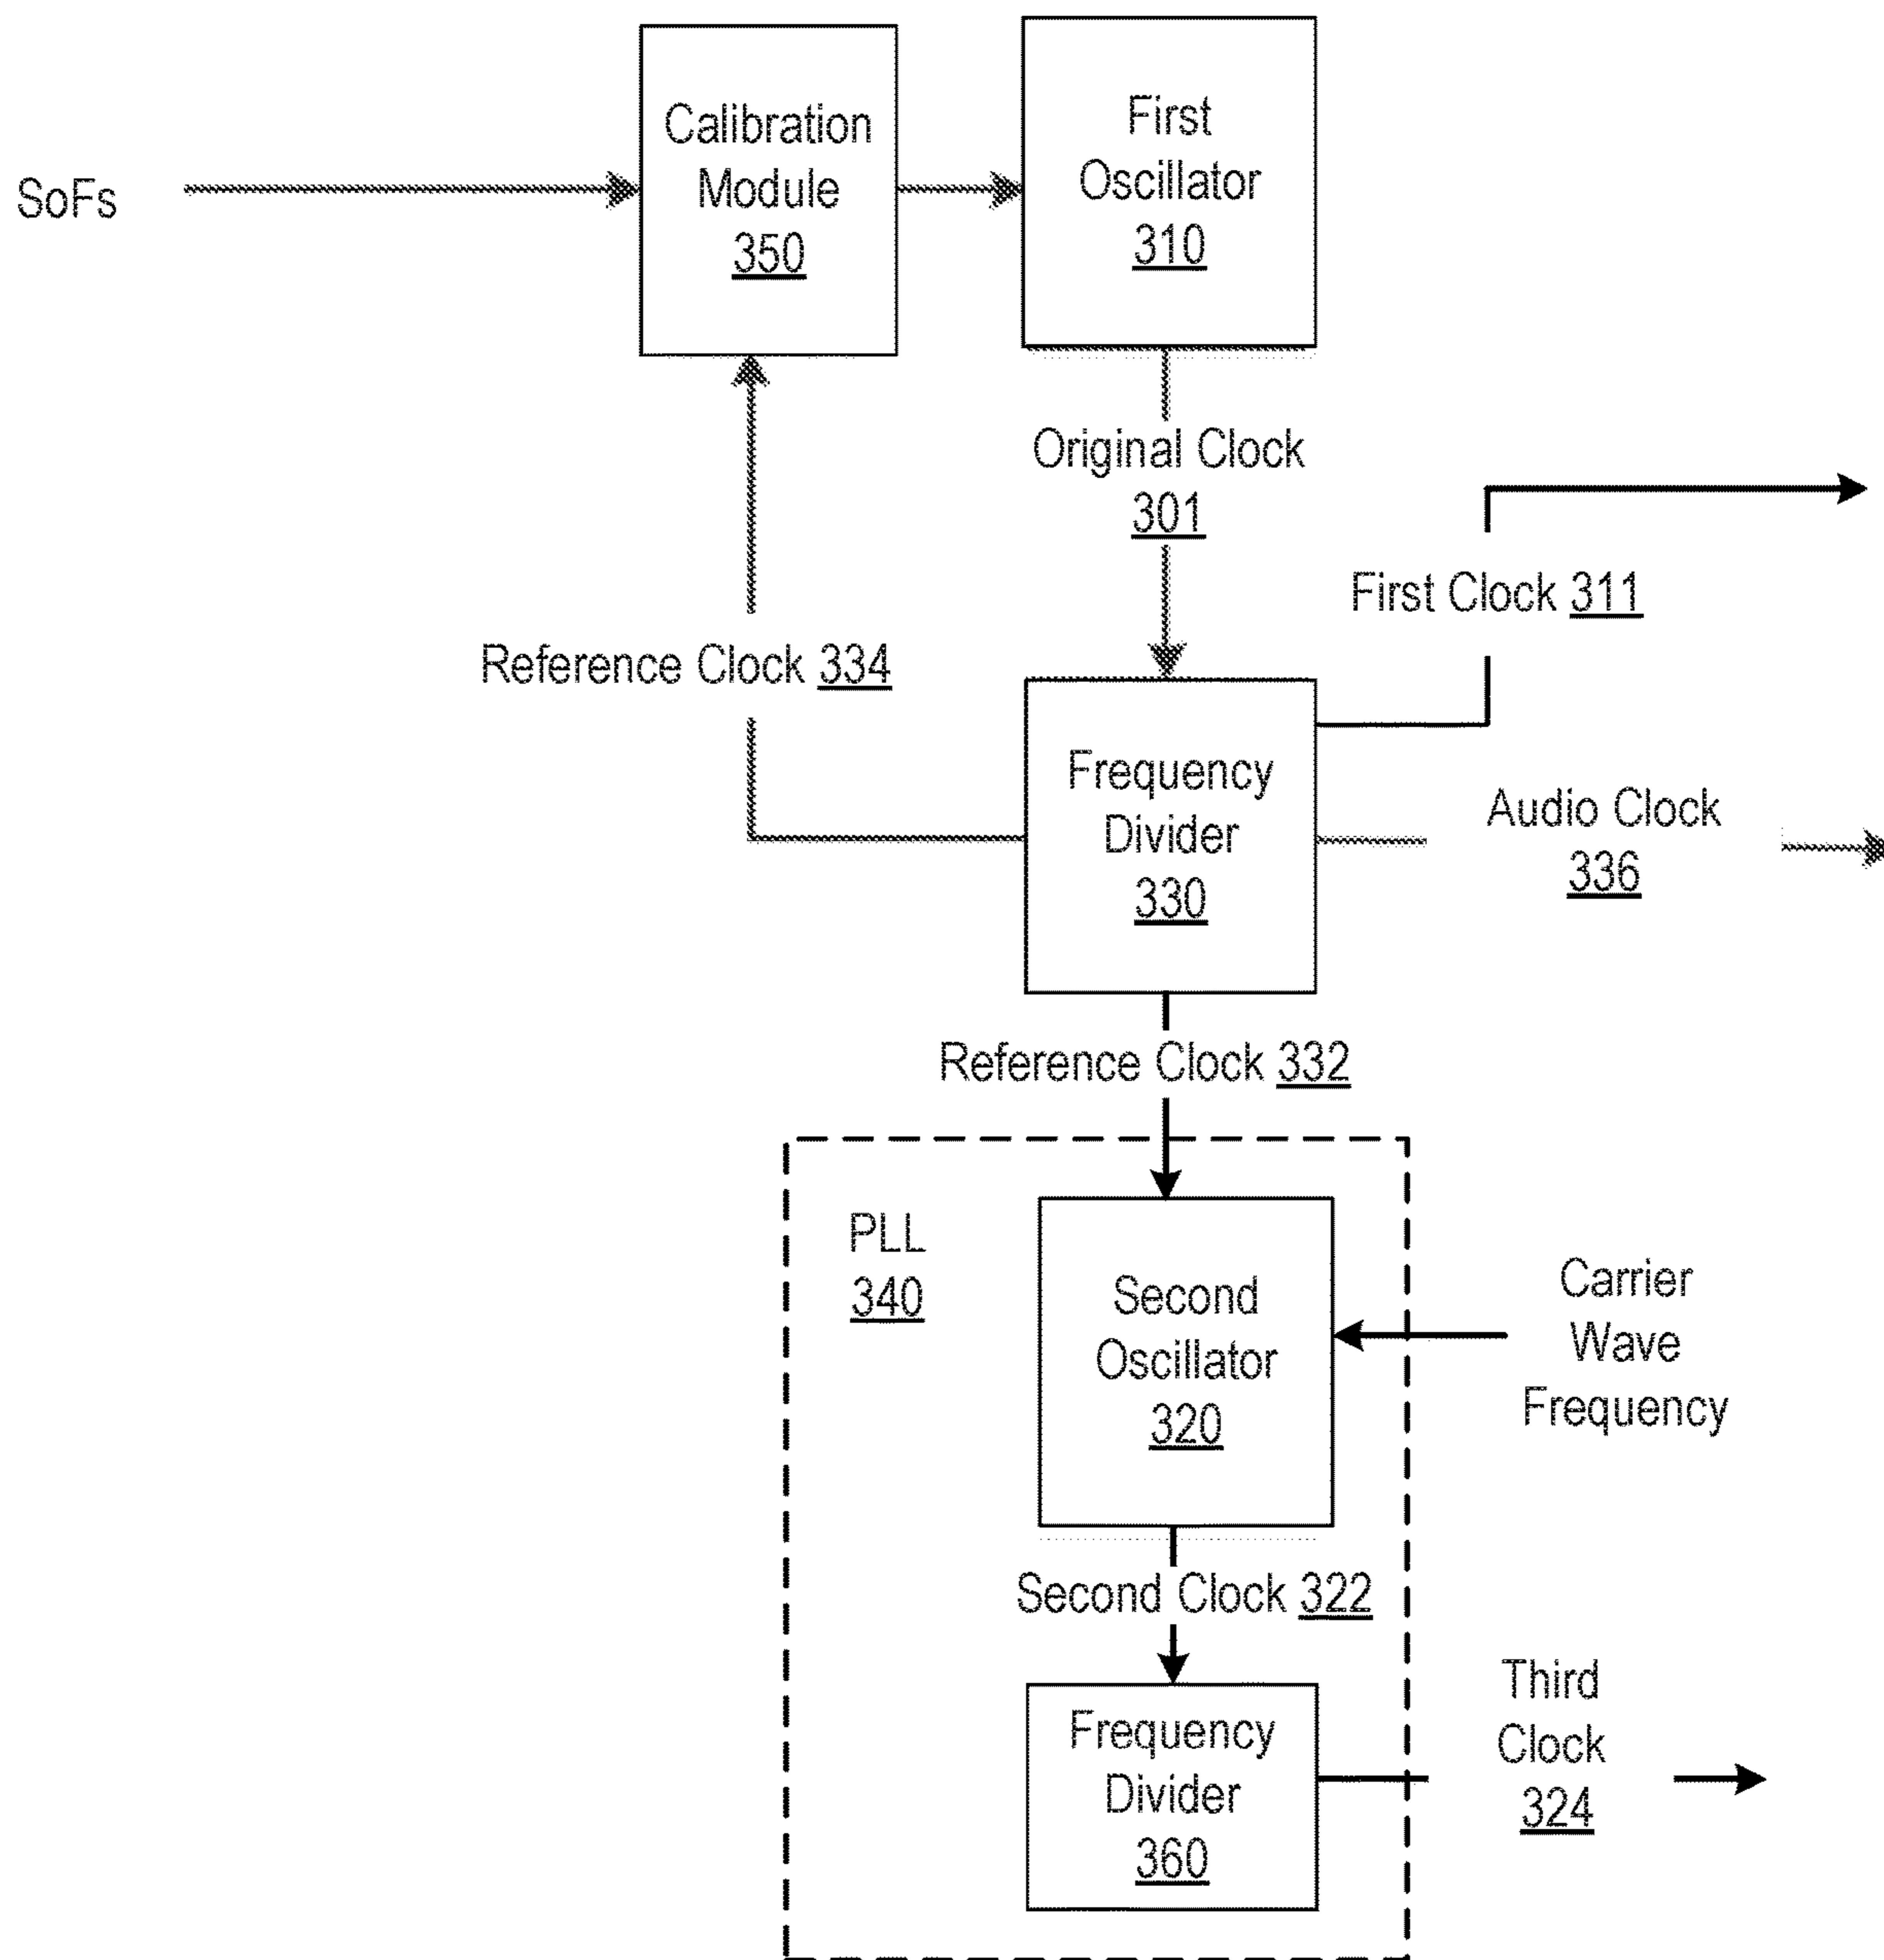 SoFs
Calibration
Module
350
First
Oscillator
310
Original Clock
301
First Clock 311
Reference Clock 334
Frequency
Divider
330
Audio Clock
336
Reference Clock 332
PLL
340
Second
Oscillator
320
Carrier
Wave
Frequency
Second Clock 322
Frequency
Divider
360
Third
Clock
324